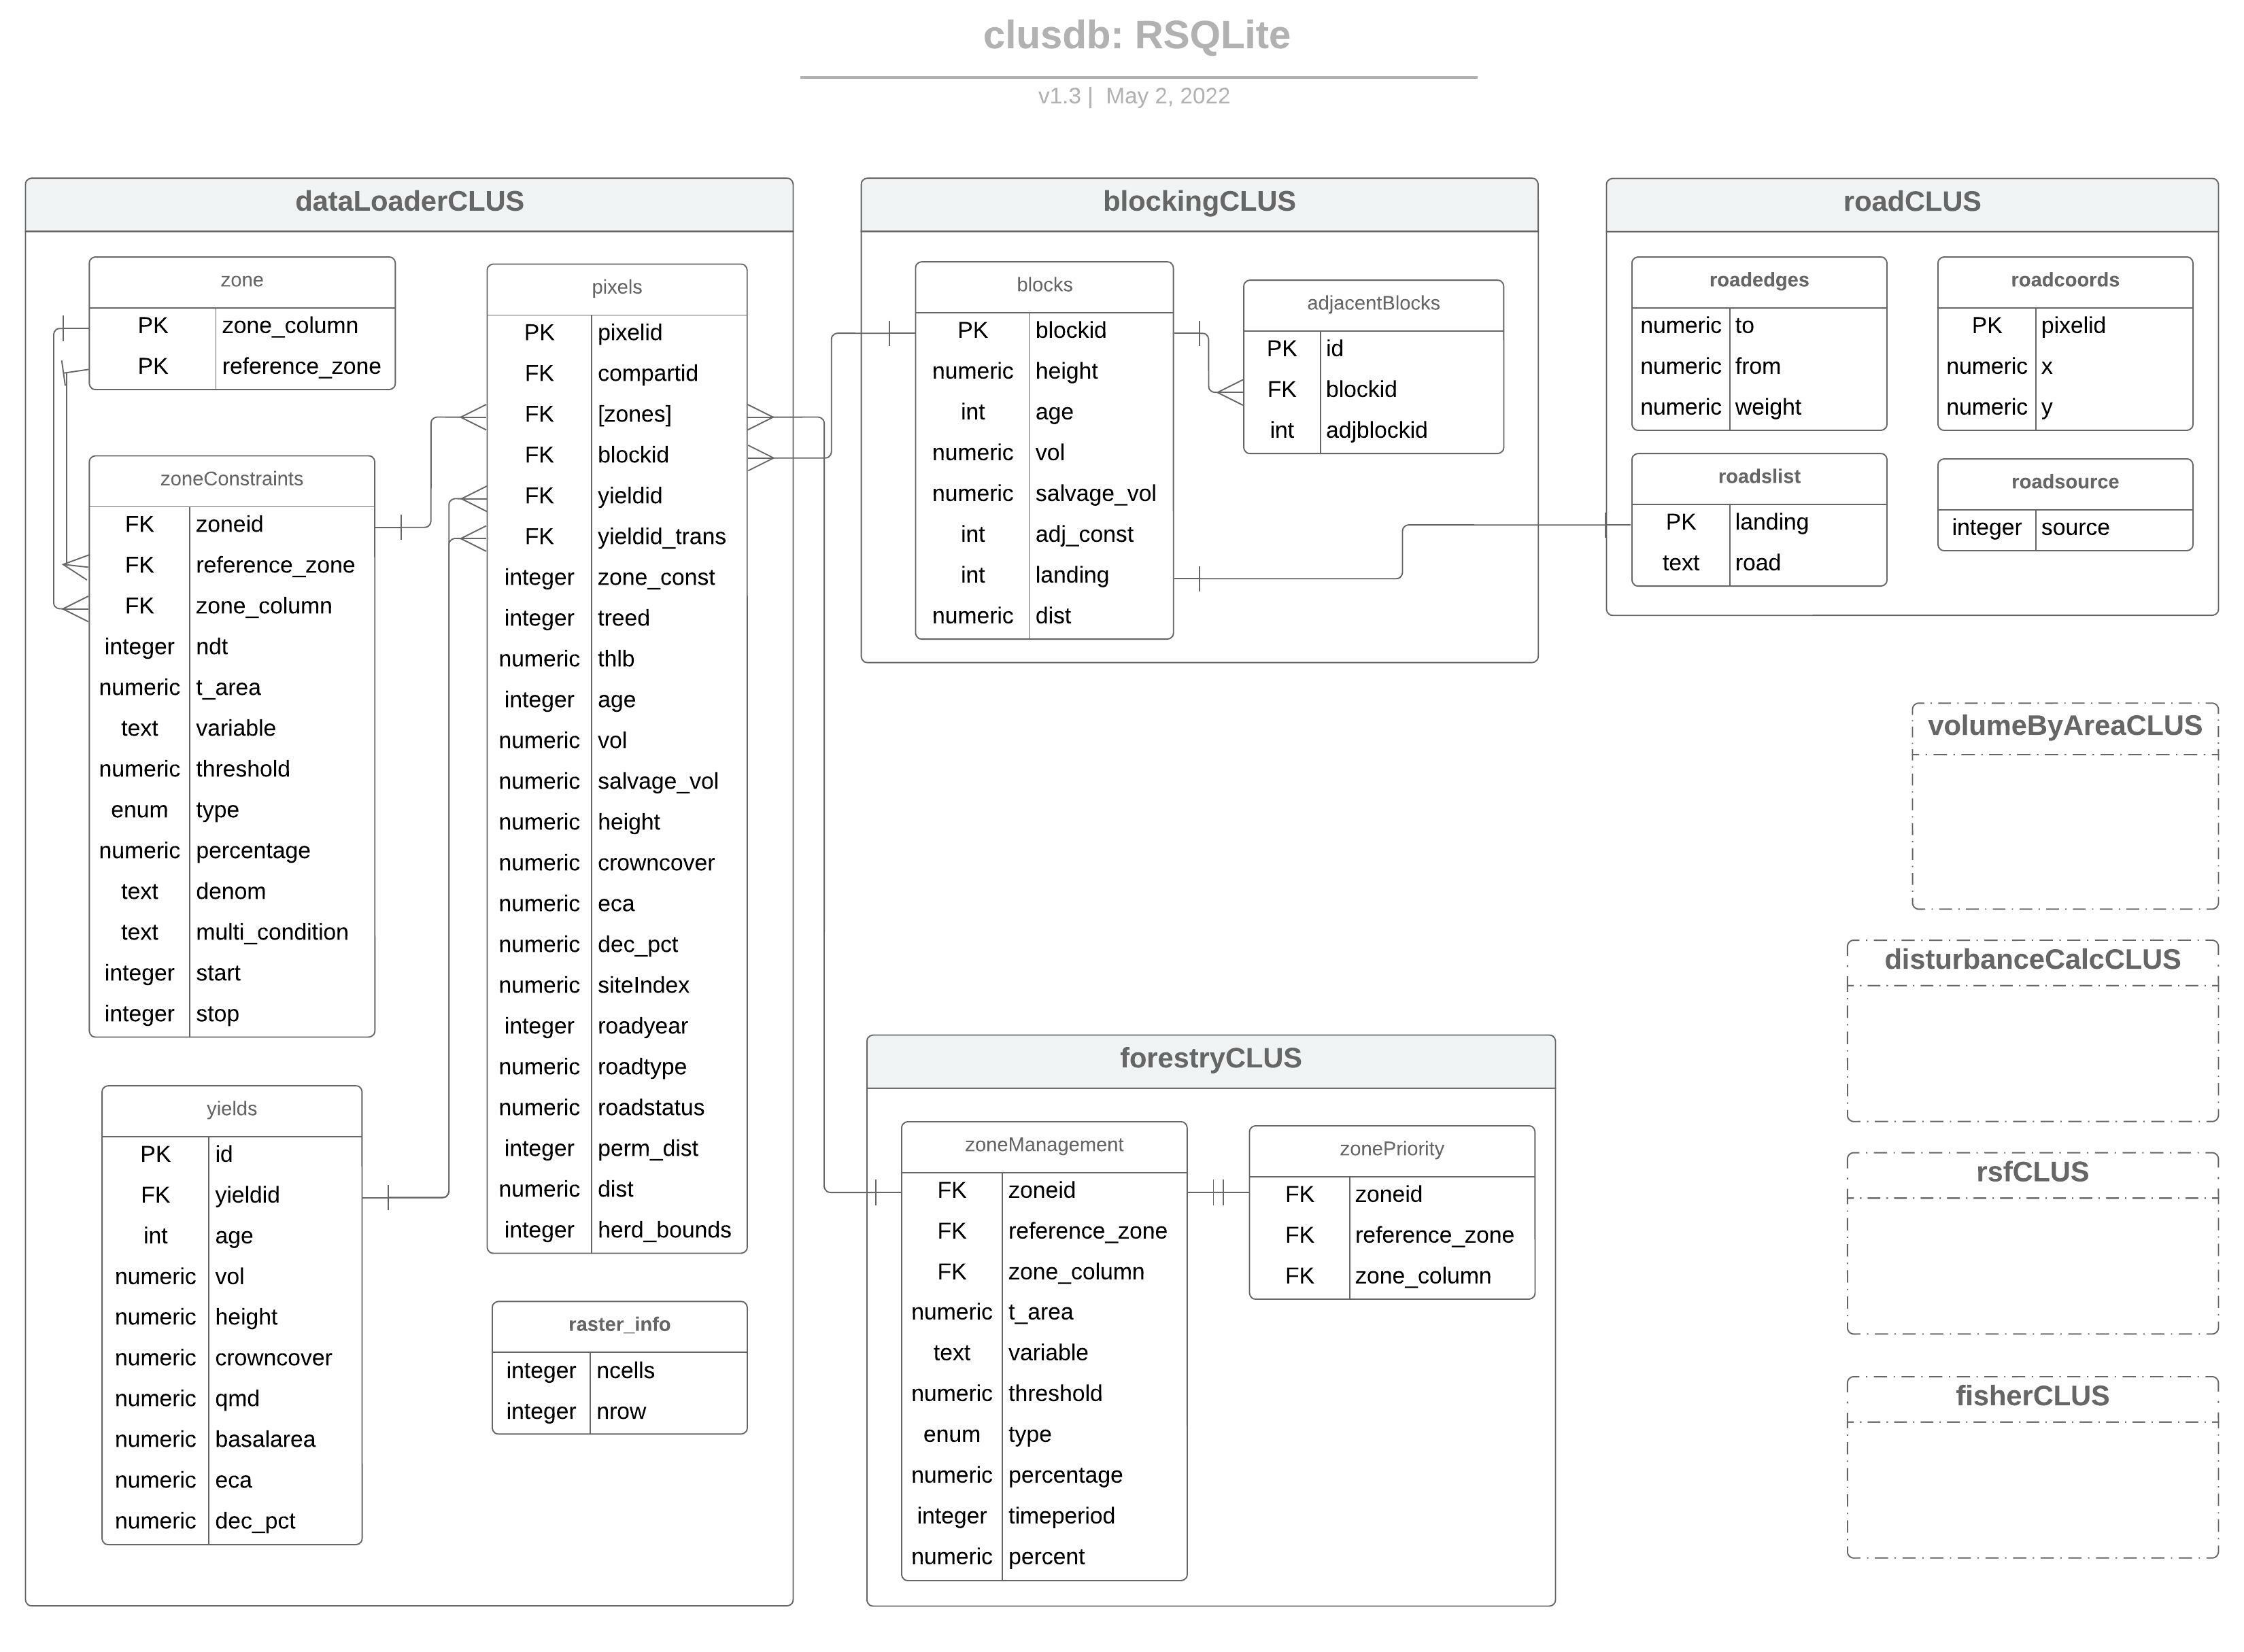 clusdb: RSQLite
v1.3 | May 2, 2022
dataLoaderCLUS
zone
PK zone_column
PK reference_zone
zoneConstraints
FK zoneid
FK reference_zone
FK zone_column
integer ndt
numeric t_area
text variable
numeric threshold
enum type
numeric percentage
text denom
text multi_condition
integer start
integer stop
yields
PK id
FK yieldid
int age
numeric vol
numeric height
numeric crowncover
numeric qmd
numeric basalarea
numeric eca
numeric dec_pct
pixels
PK pixelid
FK compartid
FK [zones]
FK blockid
FK yieldid
FK yieldid_trans
integer zone_const
integer treed
numeric thlb
integer age
numeric vol
numeric salvage_vol
numeric height
numeric crowncover
numeric eca
numeric dec_pct
numeric siteIndex
integer roadyear
numeric roadtype
numeric roadstatus
integer perm_dist
numeric dist
integer herd_bounds
raster_info
integer ncells
integer nrow
blockingCLUS
blocks
PK blockid
numeric height
int age
numeric vol
numeric salvage_vol
int adj_const
int landing
numeric dist
adjacentBlocks
PK id
FK blockid
int adjblockid
roadCLUS
roadedges
numeric to
numeric from
numeric weight
roadcoords
PK pixelid
numeric x
numeric y
roadslist
PK landing
text road
roadsource
integer source
forestryCLUS
zoneManagement
FK zoneid
FK reference_zone
FK zone_column
numeric t_area
text variable
numeric threshold
enum type
numeric percentage
integer timeperiod
numeric percent
zonePriority
FK zoneid
FK reference_zone
FK zone_column
volumeByAreaCLUS
disturbanceCalcCLUS
rsfCLUS
fisherCLUS